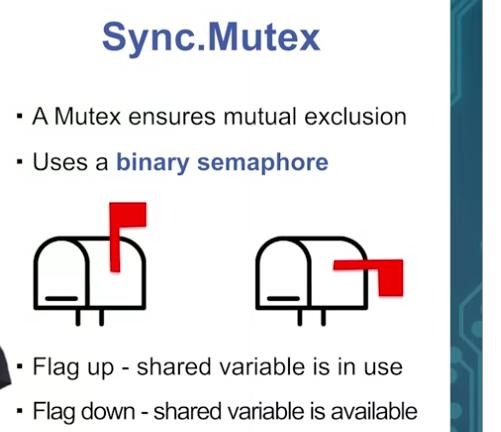 Sync.Mutex
▪ A Mutex ensures mutual exclusion
▪ Uses a binary semaphore
▪ Flag up - shared variable is in use
▪ Flag down - shared variable is available